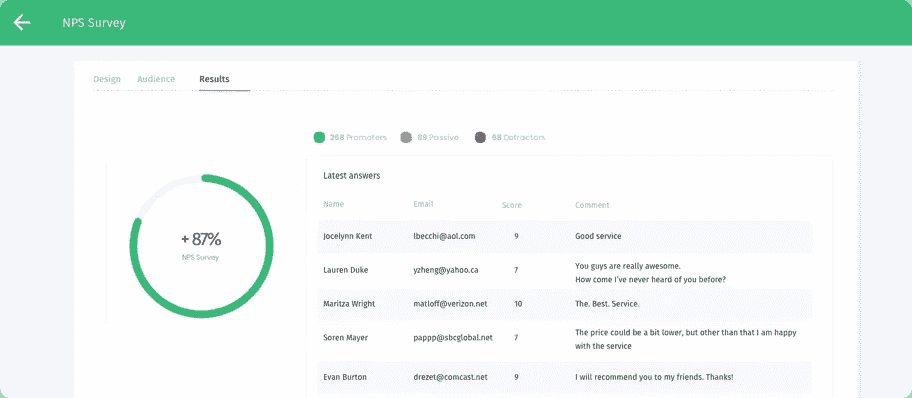 NPS Survey
Design Audience Results
268 Promoters 89 Passive 68 Detractors
+ 87%
NPS Survey
Latest answers
Name Email Score Comment
Jocelynn Kent lbecchi@aol.com 9 Good service
Lauren Duke yzheng@yahoo.ca 7 You guys are really awesome.
How come I've never heard of you before?
Maritza Wright matloff@verizon.net 10 The. Best. Service.
Soren Mayer pappp@sbcglobal.net 7 The price could be a bit lower, but other than that I am happy
with the service
Evan Burton drezet@comcast.net 9 I will recommend you to my friends. Thanks!